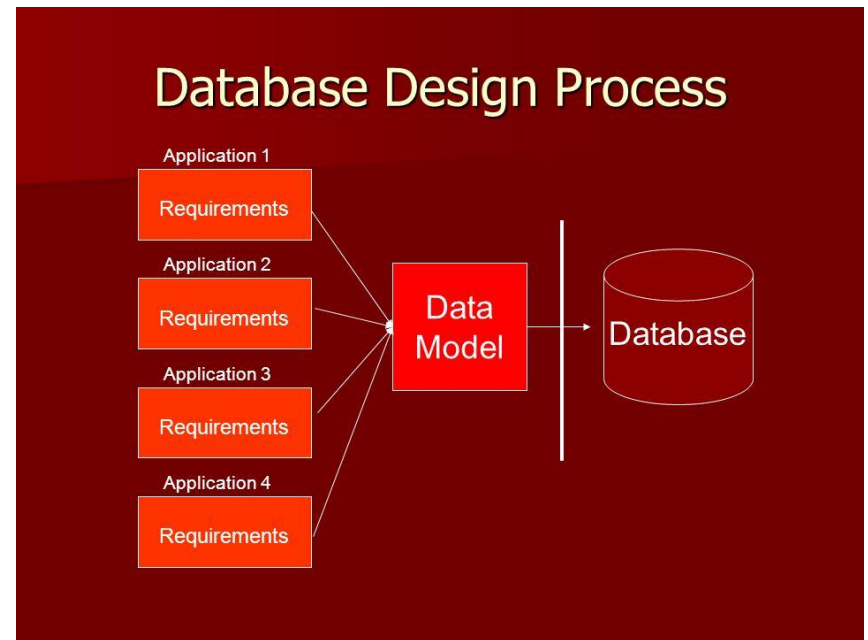 Database Design Process
Application 1
Requirements
Application 2
Requirements
Application 3
Requirements
Application 4
Requirements
Data
Model
Database